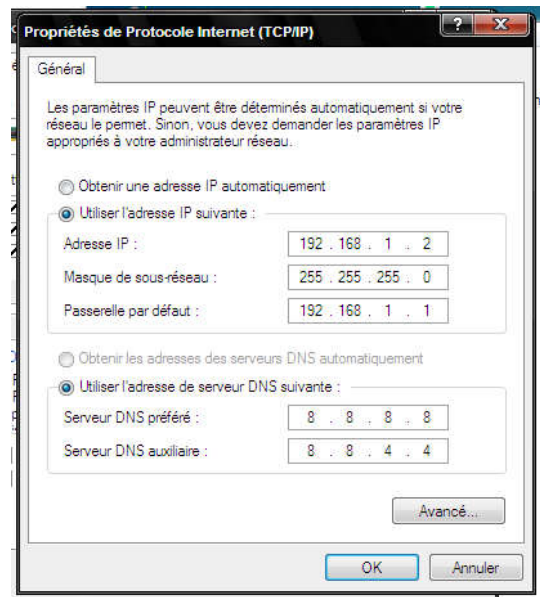 Propriétés de Protocole Internet (TCP/IP)
Général
Les paramètres IP peuvent être déterminés automatiquement si votre
réseau le permet. Sinon, vous devez demander les paramètres IP
appropriés à votre administrateur réseau.
Obtenir une adresse IP automatiquement
Utiliser l'adresse IP suivante :
Adresse IP : 192 . 168 . 1 . 2
Masque de sous-réseau : 255 . 255 . 255 . 0
Passerelle par défaut : 192 . 168 . 1 . 1
Obtenir les adresses des serveurs DNS automatiquement
Utiliser l'adresse de serveur DNS suivante :
Serveur DNS préféré : 8 . 8 . 8 . 8
Serveur DNS auxiliaire : 8 . 8 . 4 . 4
Avancé...
OK Annuler